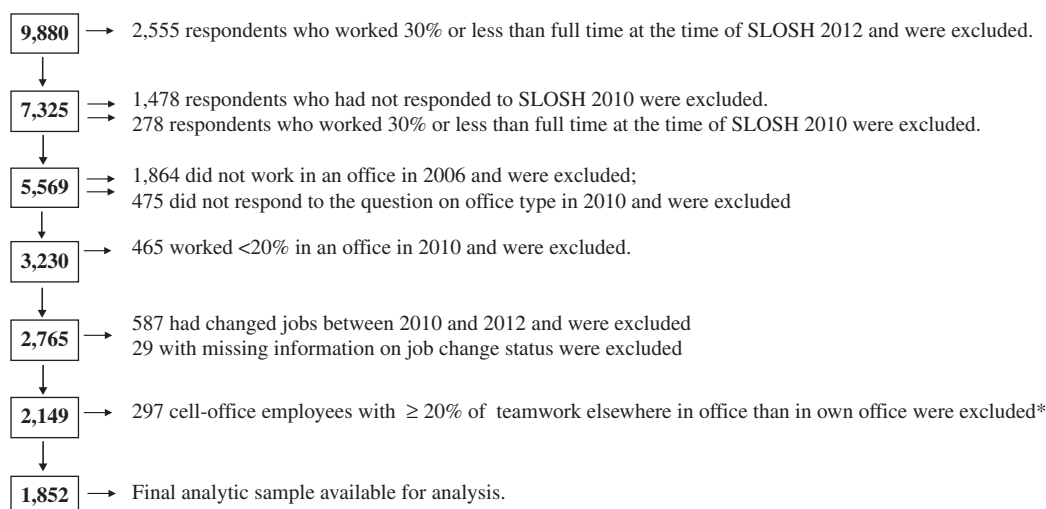 9,880 2,555 respondents who worked 30% or less than full time at the time of SLOSH 2012 and were excluded.
7,325 1,478 respondents who had not responded to SLOSH 2010 were excluded.
278 respondents who worked 30% or less than full time at the time of SLOSH 2010 were excluded.
5,569 1,864 did not work in an office in 2006 and were excluded;
475 did not respond to the question on office type in 2010 and were excluded
3,230 465 worked <20% in an office in 2010 and were excluded.
2,765 587 had changed jobs between 2010 and 2012 and were excluded
29 with missing information on job change status were excluded
2,149 297 cell-office employees with ≥ 20% of teamwork elsewhere in office than in own office were excluded*
1,852 Final analytic sample available for analysis.